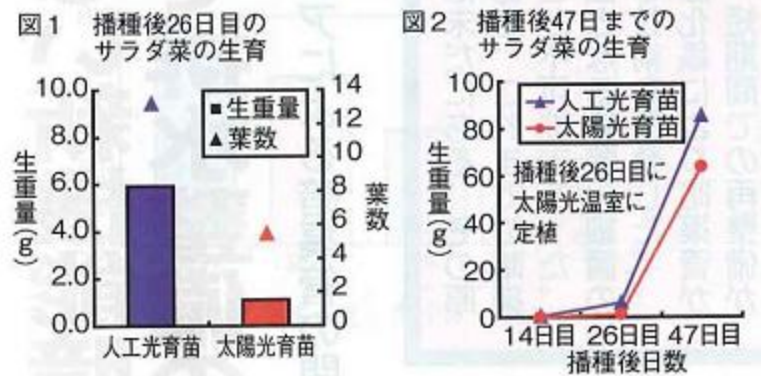 図1 播種後26日目の
サラダ菜の生育
10.0
8.0
6.0
4.0
2.0
0.0
生重量(g)
■生重量
▲葉数
14
12
10
8
6
4
2
0
葉数
人工光育苗 太陽光育苗
図2 播種後47日までの
サラダ菜の生育
100
80
60
40
20
0
生重量(g)
人工光育苗
太陽光育苗
播種後26日目に
太陽光温室に
定植
14日目 26日目 47日目
播種後日数